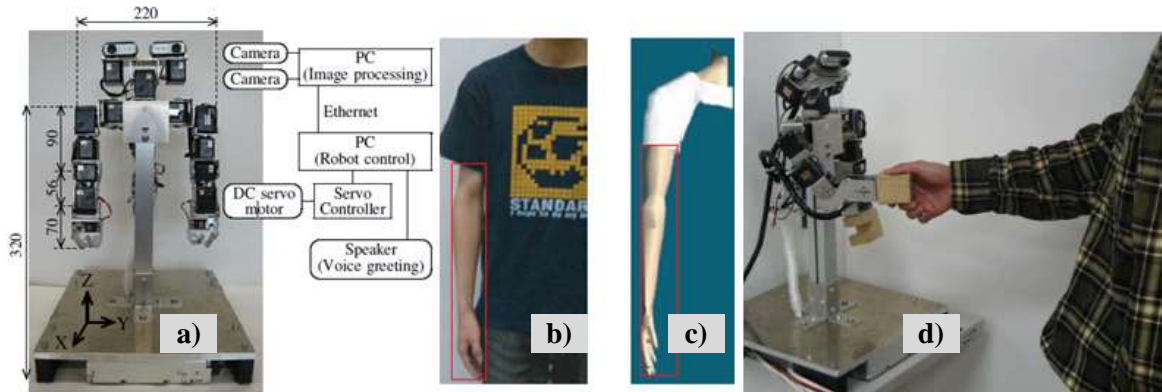 a)
220
90
56
70
320
Z
Y
X
Camera
Camera
PC
(Image processing)
Ethernet
PC
(Robot control)
DC servo
motor
Servo
Controller
Speaker
(Voice greeting)
STANDAR
b)
c)
d)